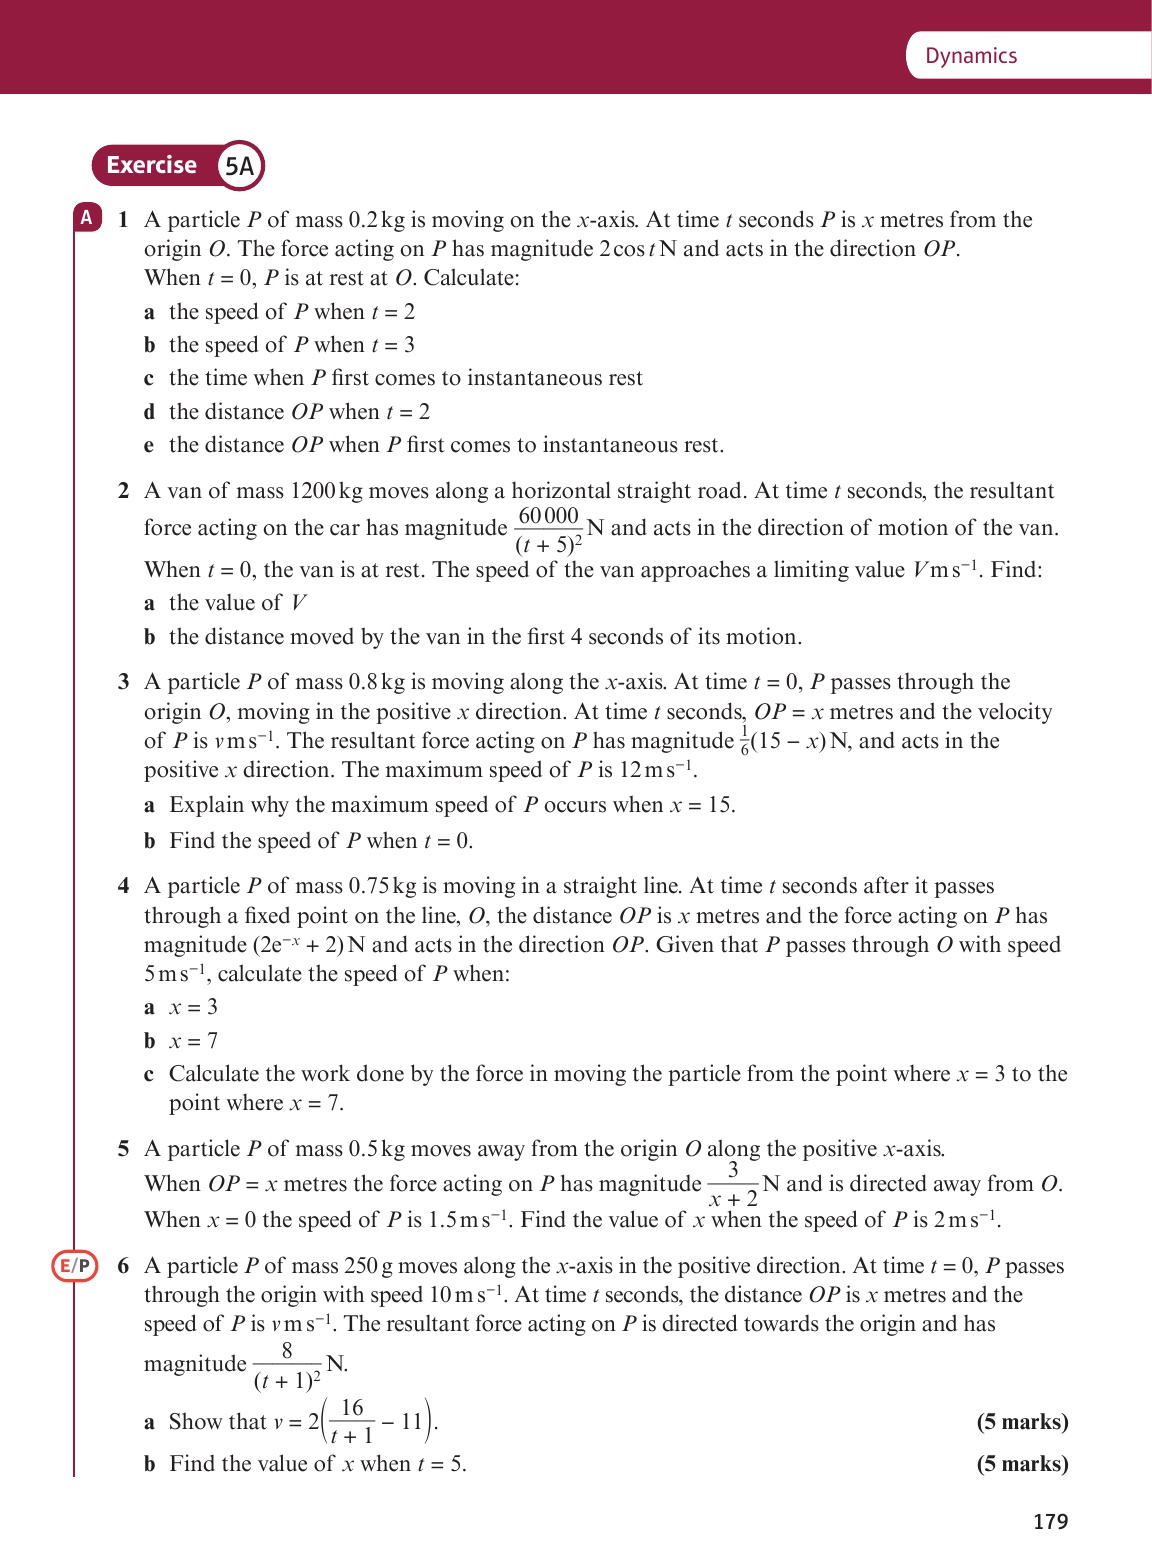 Dynamics
Exercise 5A
A
1 A particle P of mass 0.2 kg is moving on the x-axis. At time t seconds P is x metres from the
origin O. The force acting on P has magnitude 2 cos t N and acts in the direction OP.
When t = 0, P is at rest at O. Calculate:
a the speed of P when t = 2
b the speed of P when t = 3
c the time when P first comes to instantaneous rest
d the distance OP when t = 2
e the distance OP when P first comes to instantaneous rest.
2 A van of mass 1200 kg moves along a horizontal straight road. At time t seconds, the resultant
force acting on the car has magnitude 60 000/(t + 5)² N and acts in the direction of motion of the van.
When t = 0, the van is at rest. The speed of the van approaches a limiting value V m s⁻¹. Find:
a the value of V
b the distance moved by the van in the first 4 seconds of its motion.
3 A particle P of mass 0.8 kg is moving along the x-axis. At time t = 0, P passes through the
origin O, moving in the positive x direction. At time t seconds, OP = x metres and the velocity
of P is v m s⁻¹. The resultant force acting on P has magnitude 1/6(15 − x) N, and acts in the
positive x direction. The maximum speed of P is 12 m s⁻¹.
a Explain why the maximum speed of P occurs when x = 15.
b Find the speed of P when t = 0.
4 A particle P of mass 0.75 kg is moving in a straight line. At time t seconds after it passes
through a fixed point on the line, O, the distance OP is x metres and the force acting on P has
magnitude (2e⁻ˣ + 2) N and acts in the direction OP. Given that P passes through O with speed
5 m s⁻¹, calculate the speed of P when:
a x = 3
b x = 7
c Calculate the work done by the force in moving the particle from the point where x = 3 to the
point where x = 7.
5 A particle P of mass 0.5 kg moves away from the origin O along the positive x-axis.
When OP = x metres the force acting on P has magnitude 3/(x + 2) N and is directed away from O.
When x = 0 the speed of P is 1.5 m s⁻¹. Find the value of x when the speed of P is 2 m s⁻¹.
E/P
6 A particle P of mass 250 g moves along the x-axis in the positive direction. At time t = 0, P passes
through the origin with speed 10 m s⁻¹. At time t seconds, the distance OP is x metres and the
speed of P is v m s⁻¹. The resultant force acting on P is directed towards the origin and has
magnitude 8/(t + 1)² N.
a Show that v = 2(16/(t + 1) − 11). (5 marks)
b Find the value of x when t = 5. (5 marks)
179